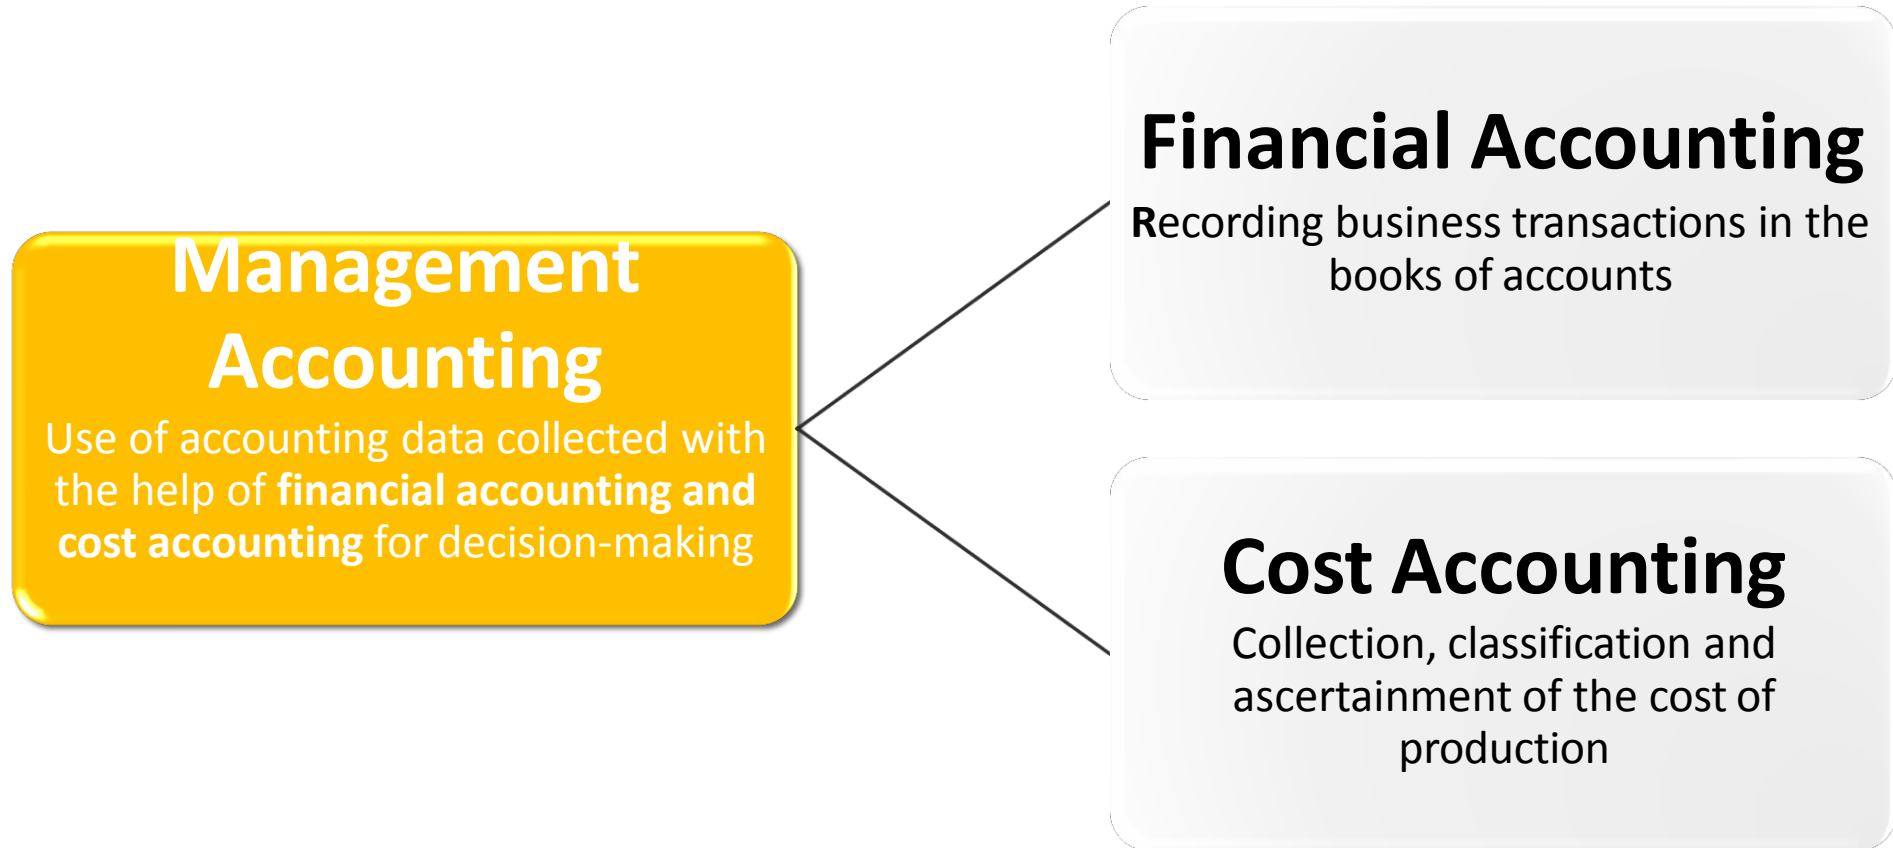 Management
Accounting
Use of accounting data collected with
the help of financial accounting and
cost accounting for decision-making
Financial Accounting
Recording business transactions in the
books of accounts
Cost Accounting
Collection, classification and
ascertainment of the cost of
production